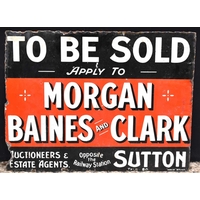 TO BE SOLD
APPLY TO
MORGAN
BAINES AND CLARK
AUCTIONEERS & ESTATE AGENTS. Opposite the Railway Station SUTTON